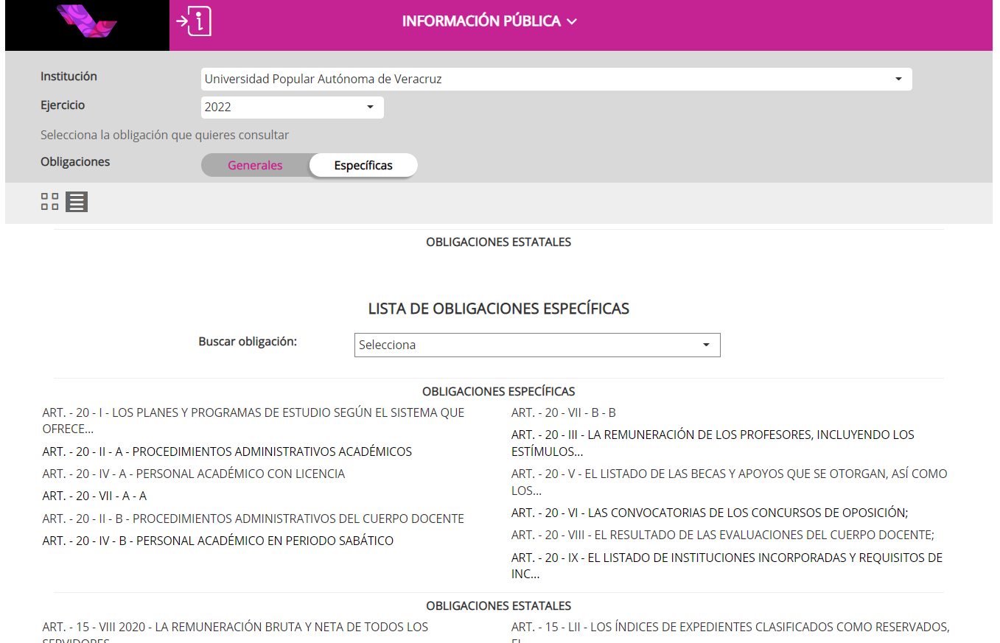 INFORMACIÓN PÚBLICA
Institución
Universidad Popular Autónoma de Veracruz
Ejercicio
2022
Selecciona la obligación que quieres consultar
Obligaciones
Generales
Específicas
OBLIGACIONES ESTATALES
LISTA DE OBLIGACIONES ESPECÍFICAS
Buscar obligación:
Selecciona
OBLIGACIONES ESPECÍFICAS
ART. - 20 - I - LOS PLANES Y PROGRAMAS DE ESTUDIO SEGÚN EL SISTEMA QUE
OFRECE...
ART. - 20 - II - A - PROCEDIMIENTOS ADMINISTRATIVOS ACADÉMICOS
ART. - 20 - IV - A - PERSONAL ACADÉMICO CON LICENCIA
ART. - 20 - VII - A - A
ART. - 20 - II - B - PROCEDIMIENTOS ADMINISTRATIVOS DEL CUERPO DOCENTE
ART. - 20 - IV - B - PERSONAL ACADÉMICO EN PERIODO SABÁTICO
ART. - 20 - VII - B - B
ART. - 20 - III - LA REMUNERACIÓN DE LOS PROFESORES, INCLUYENDO LOS
ESTÍMULOS...
ART. - 20 - V - EL LISTADO DE LAS BECAS Y APOYOS QUE SE OTORGAN, ASÍ COMO
LOS...
ART. - 20 - VI - LAS CONVOCATORIAS DE LOS CONCURSOS DE OPOSICIÓN;
ART. - 20 - VIII - EL RESULTADO DE LAS EVALUACIONES DEL CUERPO DOCENTE;
ART. - 20 - IX - EL LISTADO DE INSTITUCIONES INCORPORADAS Y REQUISITOS DE
INC...
OBLIGACIONES ESTATALES
ART. - 15 - VIII 2020 - LA REMUNERACIÓN BRUTA Y NETA DE TODOS LOS
SERVIDORES
ART. - 15 - LII - LOS ÍNDICES DE EXPEDIENTES CLASIFICADOS COMO RESERVADOS,
EL